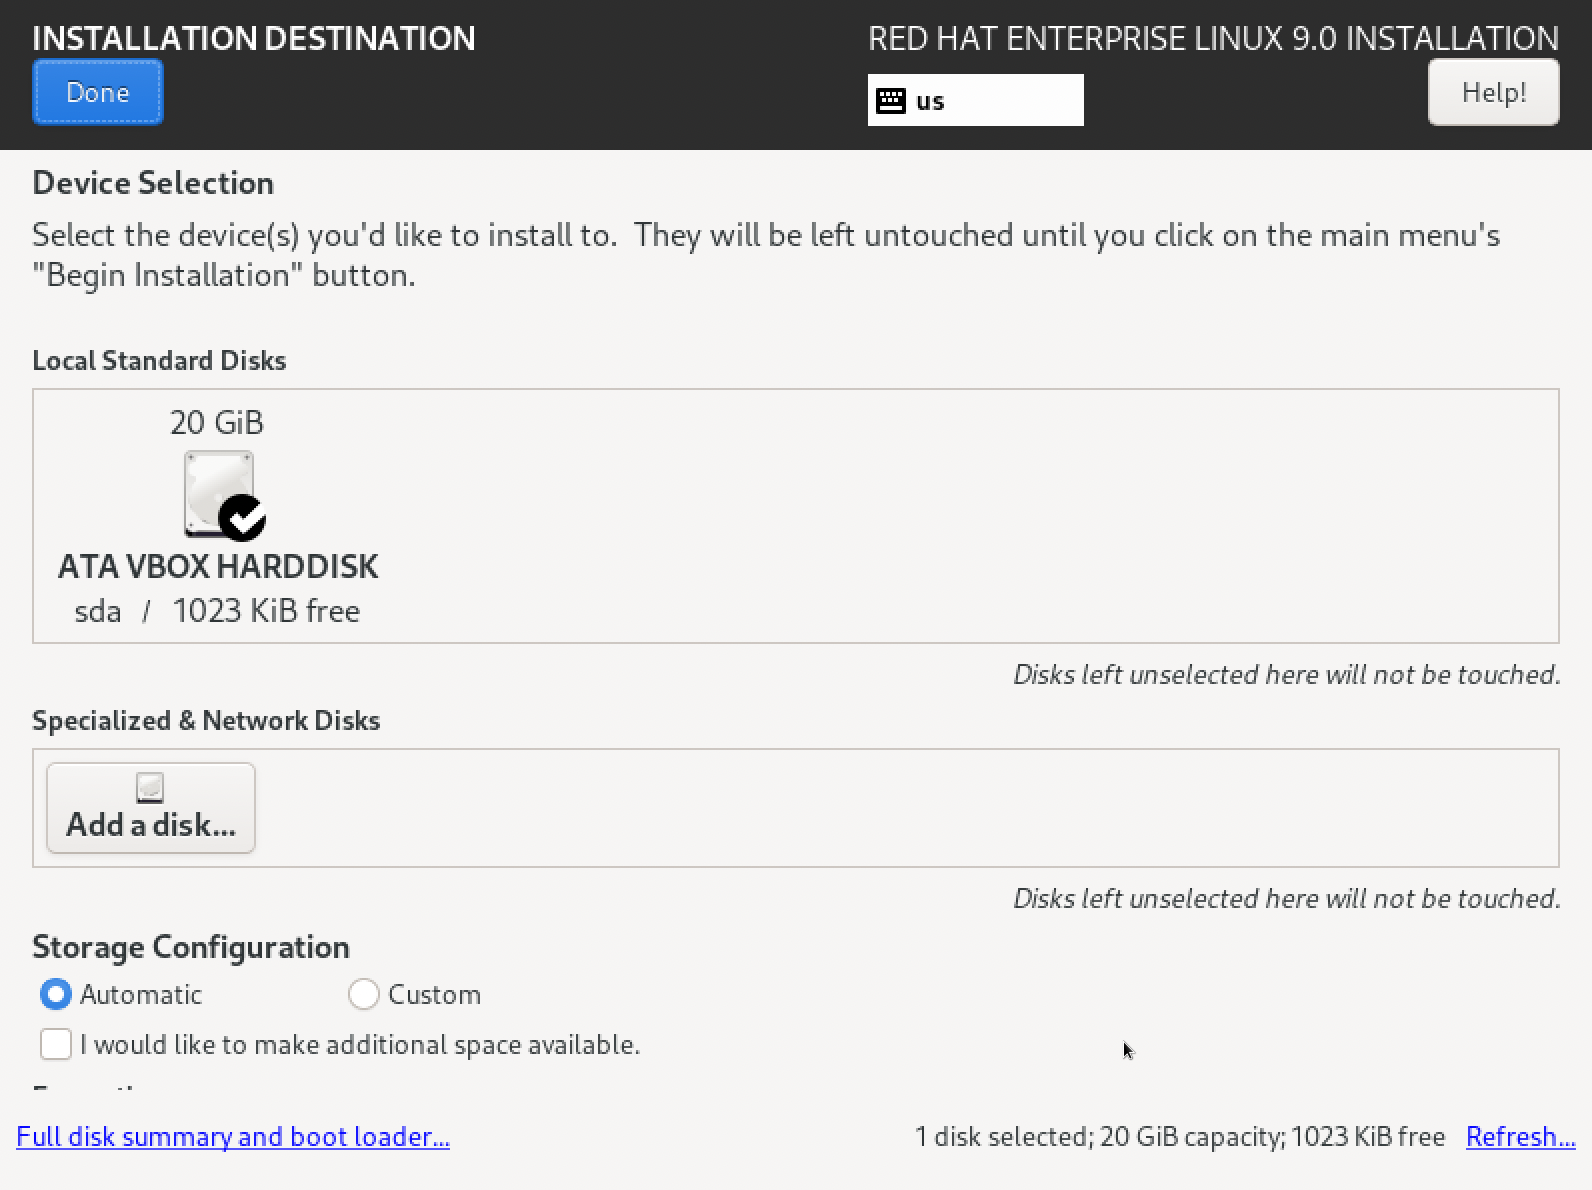 INSTALLATION DESTINATION
RED HAT ENTERPRISE LINUX 9.0 INSTALLATION
Done
us
Help!
Device Selection
Select the device(s) you'd like to install to.  They will be left untouched until you click on the main menu's
"Begin Installation" button.
Local Standard Disks
20 GiB
ATA VBOX HARDDISK
sda / 1023 KiB free
Disks left unselected here will not be touched.
Specialized & Network Disks
Add a disk...
Disks left unselected here will not be touched.
Storage Configuration
Automatic
Custom
I would like to make additional space available.
Full disk summary and boot loader...
1 disk selected; 20 GiB capacity; 1023 KiB free
Refresh...